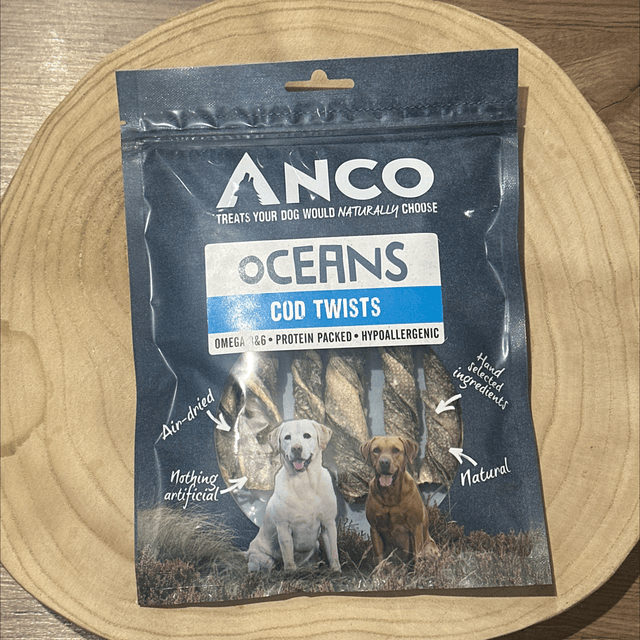 ANCO
TREATS YOUR DOG WOULD NATURALLY CHOOSE
OCEANS
COD TWISTS
OMEGA 3&6 • PROTEIN PACKED • HYPOALLERGENIC
Hand
selected
ingredients
Air-dried
Nothing
artificial
Natural